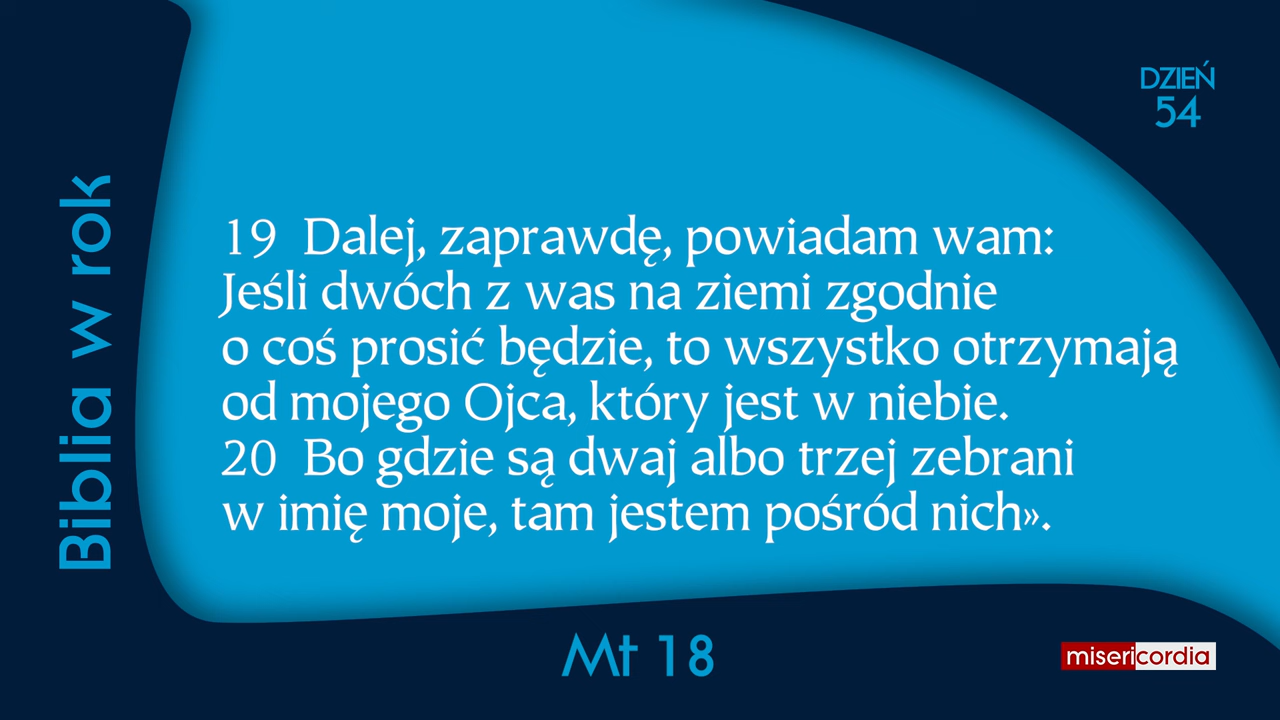 DZIEŃ
54
Biblia w rok
19 Dalej, zaprawdę, powiadam wam:
Jeśli dwóch z was na ziemi zgodnie
o coś prosić będzie, to wszystko otrzymają
od mojego Ojca, który jest w niebie.
20 Bo gdzie są dwaj albo trzej zebrani
w imię moje, tam jestem pośród nich».
Mt 18
misericordia